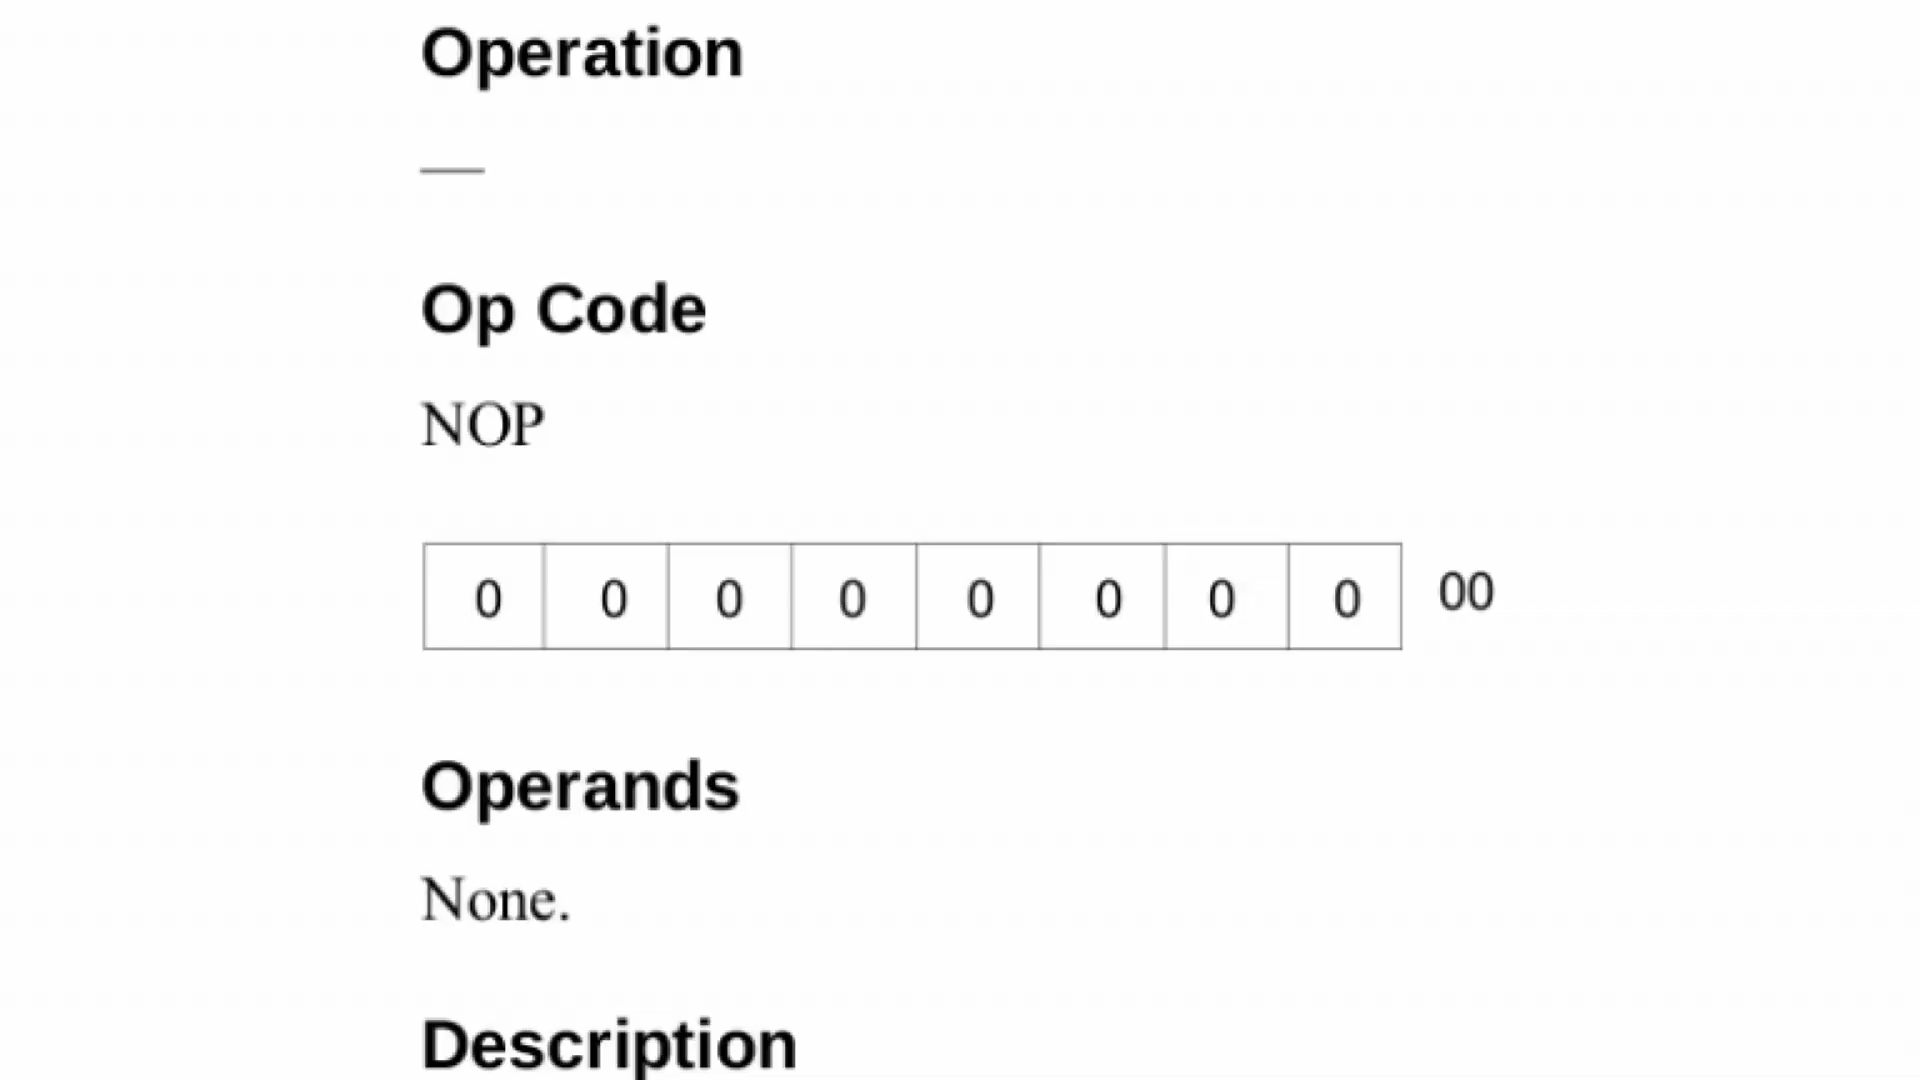 Operation
—
Op Code
NOP
0 0 0 0 0 0 0 0 00
Operands
None.
Description